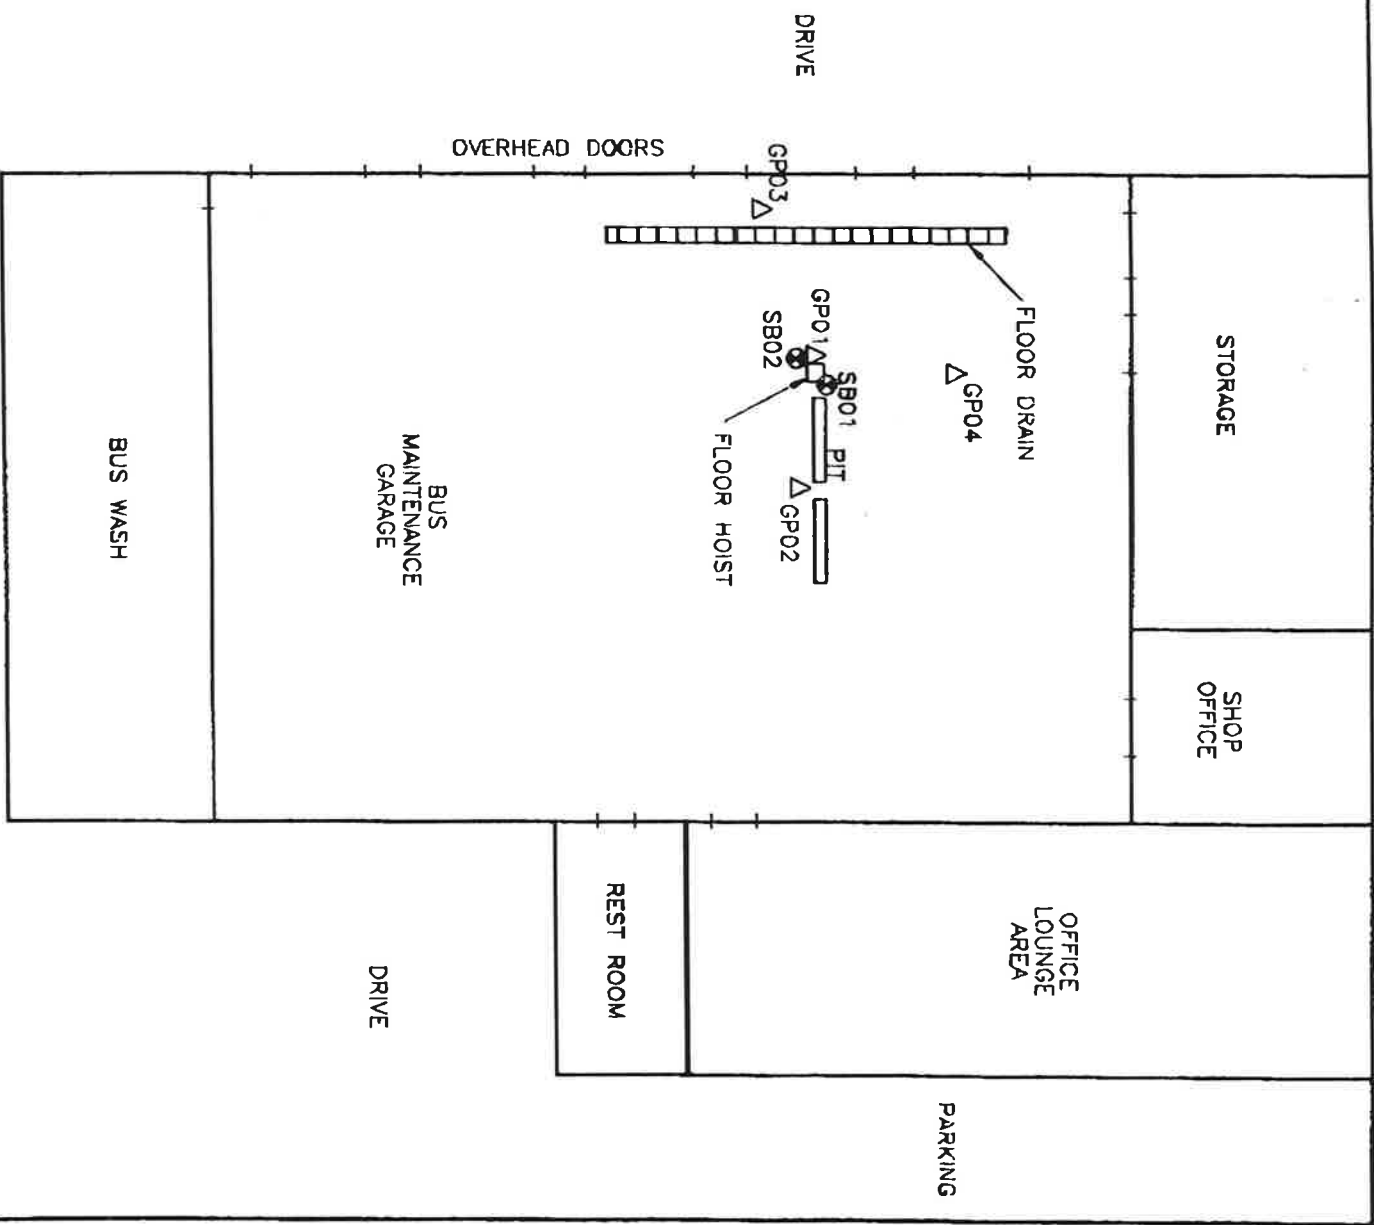 DRIVE
OVERHEAD DOORS
GP03
FLOOR DRAIN
STORAGE
GP01
SB02
SB01
GP04
PIT
GP02
FLOOR HOIST
BUS
MAINTENANCE
GARAGE
BUS WASH
SHOP
OFFICE
REST ROOM
OFFICE
LOUNGE
AREA
DRIVE
PARKING